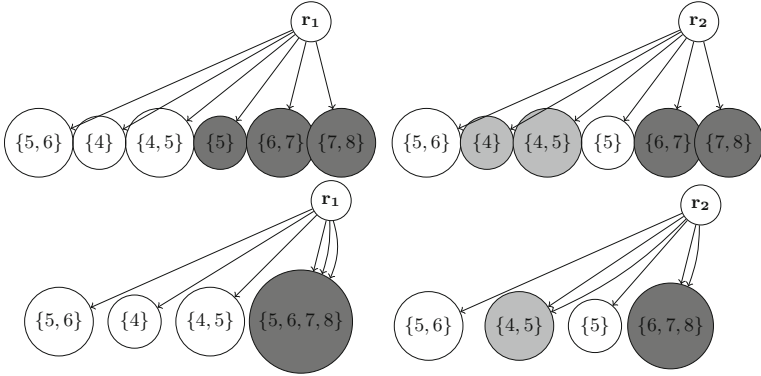 r₁
r₂
{5, 6} {4} {4, 5} {5} {6, 7} {7, 8}
{5, 6} {4} {4, 5} {5} {6, 7} {7, 8}
r₁
r₂
{5, 6} {4} {4, 5} {5, 6, 7, 8}
{5, 6} {4, 5} {5} {6, 7, 8}